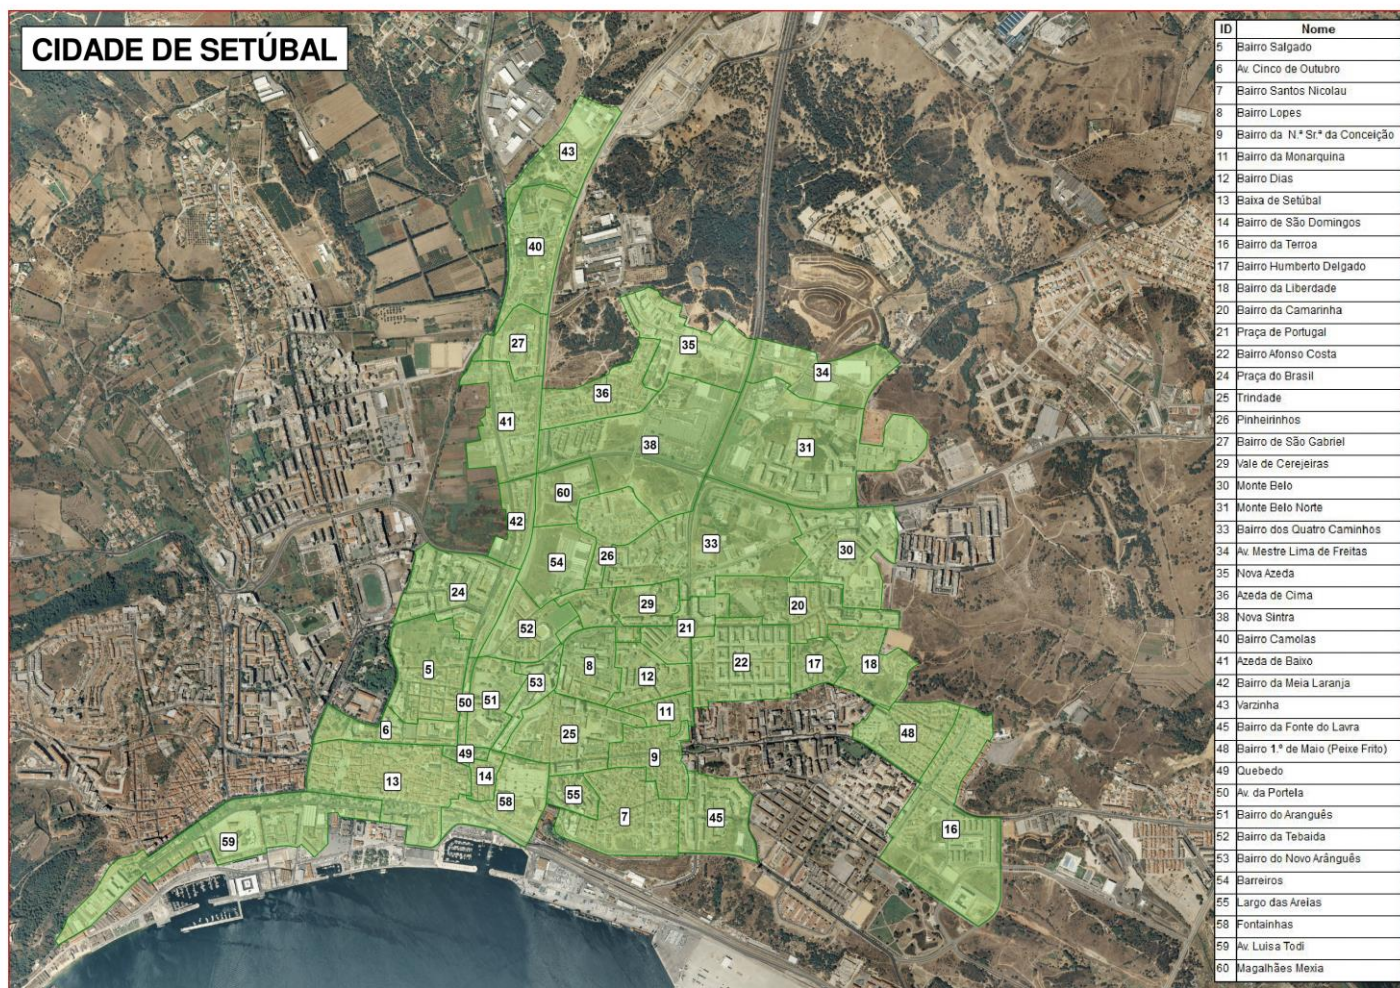 CIDADE DE SETÚBAL
ID Nome
5 Bairro Salgado
6 Av. Cinco de Outubro
7 Bairro Santos Nicolau
8 Bairro Lopes
9 Bairro da N.ª Sr.ª da Conceição
11 Bairro da Monarquina
12 Bairro Dias
13 Baixa de Setúbal
14 Bairro de São Domingos
16 Bairro da Terroa
17 Bairro Humberto Delgado
18 Bairro da Liberdade
20 Bairro da Camarinha
21 Praça de Portugal
22 Bairro Afonso Costa
24 Praça do Brasil
25 Trindade
26 Pinheirinhos
27 Bairro de São Gabriel
29 Vale de Cerejeiras
30 Monte Belo
31 Monte Belo Norte
33 Bairro dos Quatro Caminhos
34 Av. Mestre Lima de Freitas
35 Nova Azeda
36 Azeda de Cima
38 Nova Sintra
40 Bairro Camolas
41 Azeda de Baixo
42 Bairro da Meia Laranja
43 Varzinha
45 Bairro da Fonte do Lavra
48 Bairro 1.º de Maio (Peixe Frito)
49 Quebedo
50 Av. da Portela
51 Bairro do Aranguês
52 Bairro da Tebaida
53 Bairro do Novo Arânguês
54 Barreiros
55 Largo das Areias
58 Fontainhas
59 Av. Luisa Todi
60 Magalhães Mexia
43
40
27
35
34
36
41
38
31
60
42
33
30
26
54
24
29
20
21
52
22
17
18
8
12
5
53
50
51
11
6
25
48
49
9
14
13
55
58
7
45
16
59